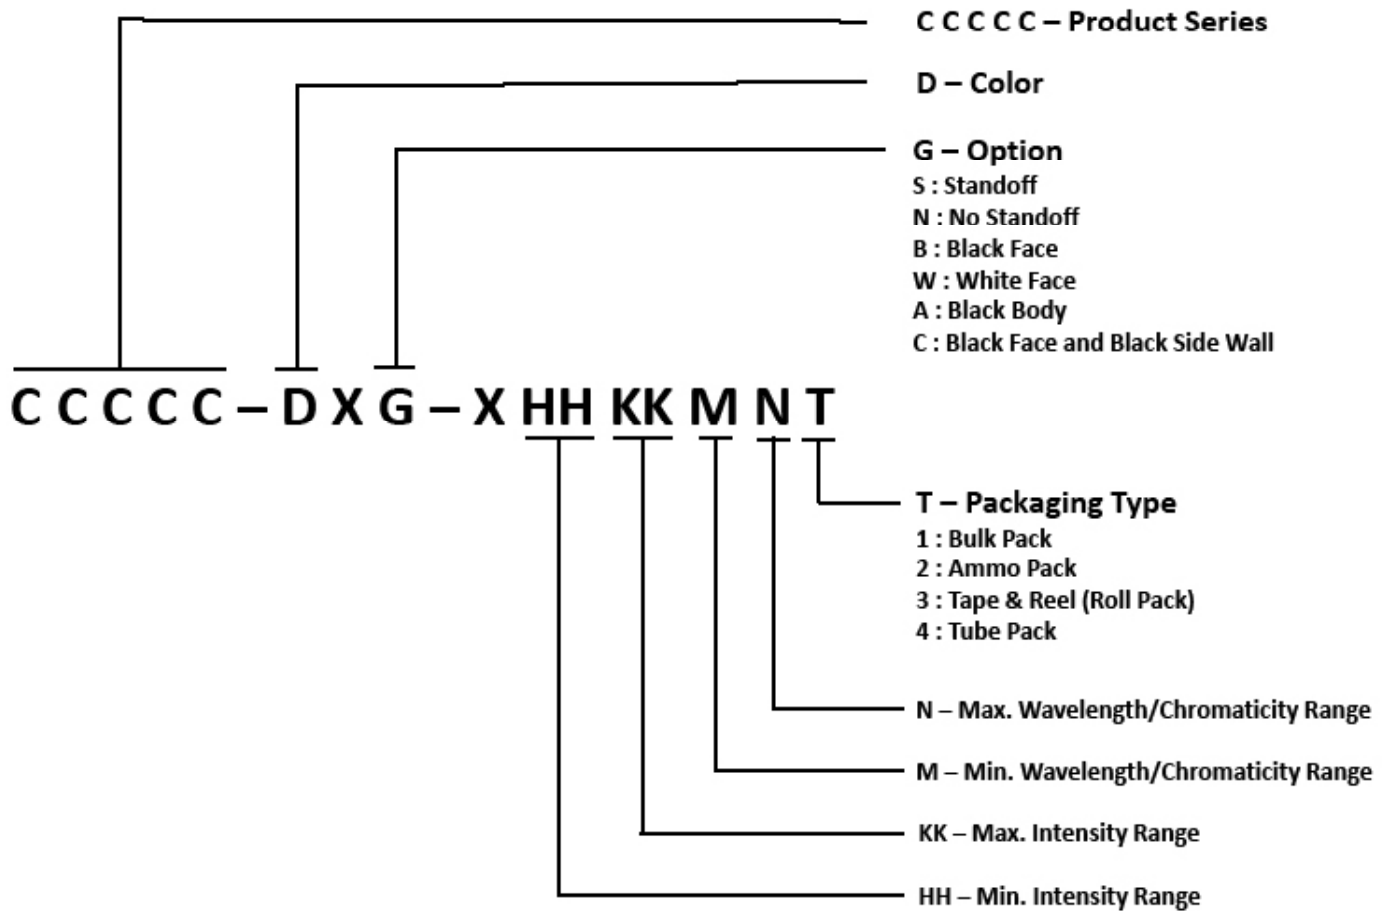 C C C C C – Product Series
D – Color
G – Option
S : Standoff
N : No Standoff
B : Black Face
W : White Face
A : Black Body
C : Black Face and Black Side Wall
C C C C C – D X G – X HH KK M N T
T – Packaging Type
1 : Bulk Pack
2 : Ammo Pack
3 : Tape & Reel (Roll Pack)
4 : Tube Pack
N – Max. Wavelength/Chromaticity Range
M – Min. Wavelength/Chromaticity Range
KK – Max. Intensity Range
HH – Min. Intensity Range